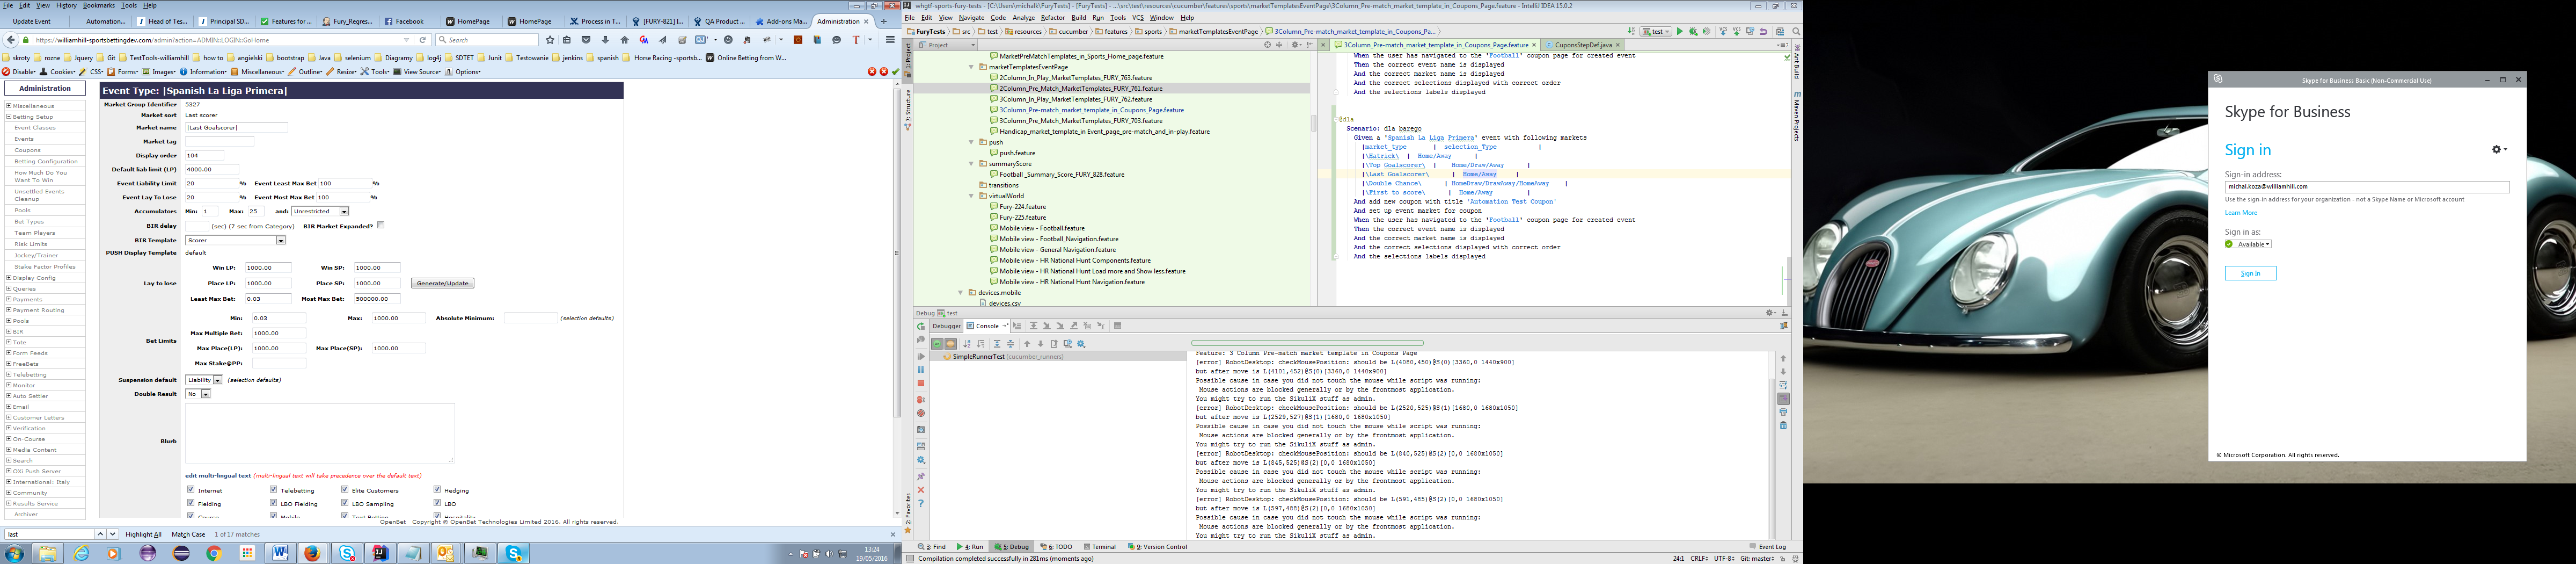 File Edit View History Bookmarks Tools Help
Update Event
Automation...
Head of Tes...
Principal SD...
Features for ...
Fury_Regres...
Facebook
HomePage
HomePage
Process in T...
[FURY-821] I...
QA Product ...
Add-ons Ma...
Administration
https://williamhill-sportsbettingdev.com/admin?action=ADMIN::LOGIN::GoHome
Search
skroty rozne Jquery Git TestTools-williamhill how to angielski bootstrap Java selenium Diagramy log4j SDTET Junit Testowanie jenkins spanish Horse Racing -sportsb... Online Betting from W...
Disable Cookies CSS Forms Images Information Miscellaneous Outline Resize Tools View Source Options
Administration
Miscellaneous
Betting Setup
Event Classes
Events
Coupons
Betting Configuration
How Much Do You Want To Win
Unsettled Events Cleanup
Pools
Bet Types
Team Players
Risk Limits
Jockey/Trainer
Stake Factor Profiles
Display Config
Queries
Payments
Payment Routing
Pools
BIR
Tote
Form Feeds
FreeBets
Telebetting
Monitor
Auto Settler
Email
Customer Letters
Verification
On-Course
Media Content
Search
OXi Push Server
International: Italy
Community
Results Service
Archiver
Event Type: |Spanish La Liga Primera|
Market Group Identifier 5327
Market sort Last scorer
Market name |Last Goalscorer|
Market tag
Display order 104
Default liab limit (LP) 4000.00
Event Liability Limit 20 % Event Least Max Bet 100 %
Event Lay To Lose 20 % Event Most Max Bet 100 %
Accumulators Min: 1 Max: 25 and: Unrestricted
BIR delay (sec) (7 sec from Category) BIR Market Expanded?
BIR Template Scorer
PUSH Display Template default
Win LP: 1000.00 Win SP: 1000.00
Lay to lose Place LP: 1000.00 Place SP: 1000.00 Generate/Update
Least Max Bet: 0.03 Most Max Bet: 500000.00
Min: 0.03 Max: 1000.00 Absolute Minimum: (selection defaults)
Max Multiple Bet: 1000.00
Bet Limits
Max Place(LP): 1000.00 Max Place(SP): 1000.00
Max Stake@PP:
Suspension default Liability (selection defaults)
Double Result No
Blurb
edit multi-lingual text (multi-lingual text will take precedence over the default text)
Internet Telebetting Elite Customers Hedging
Fielding LBO Fielding LBO Sampling LBO
OpenBet Copyright © OpenBet Technologies Limited 2016. All rights reserved.
last Highlight All Match Case 1 of 17 matches
13:24
19/05/2016
whgtf-sports-fury-tests - [C:\Users\michalk\FuryTests] - [FuryTests] - ...\src\test\resources\cucumber\features\sports\marketTemplatesEventPage\3Column_Pre-match_market_template_in_Coupons_Page.feature - IntelliJ IDEA 15.0.2
File Edit View Navigate Code Analyze Refactor Build Run Tools VCS Window Help
FuryTests src test resources cucumber features sports marketTemplatesEventPage 3Column_Pre-match_market_template_in_Coupons_Pa...
test
Project
MarketPreMatchTemplates_in_Sports_Home_page.feature
marketTemplatesEventPage
2Column_In_Play_MarketTemplates_FURY_763.feature
2Column_Pre_Match_MarketTemplates_FURY_761.feature
3Column_In_Play_MarketTemplates_FURY_762.feature
3Column_Pre-match_market_template_in_Coupons_Page.feature
3Column_Pre_Match_MarketTemplates_FURY_703.feature
Handicap_market_template_in Event_page_pre-match_and_in-play.feature
push
push.feature
summaryScore
Football _Summary_Score_FURY_828.feature
transitions
virtualWorld
Fury-224.feature
Fury-225.feature
Mobile view - Football.feature
Mobile view - Football_Navigation.feature
Mobile view - General Navigation.feature
Mobile view - HR National Hunt Components.feature
Mobile view - HR National Hunt Load more and Show less.feature
Mobile view - HR National Hunt Navigation.feature
devices.mobile
devices.csv
3Column_Pre-match_market_template_in_Coupons_Page.feature
CuponsStepDef.java
When the user has navigated to the 'Football' coupon page for created event
Then the correct event name is displayed
And the correct market name is displayed
And the correct selections displayed with correct order
And the selections labels displayed
@dla
Scenario: dla barego
Given a 'Spanish La Liga Primera' event with following markets
|market_type | selection_Type |
|\Hatrick\ | Home/Away |
|\Top Goalscorer\ | Home/Draw/Away |
|\Last Goalscorer\ | Home/Away |
|\Double Chance\ | HomeDraw/DrawAway/HomeAway |
|\First to score\ | Home/Away |
And add new coupon with title 'Automation Test Coupon'
And set up event market for coupon
When the user has navigated to the 'Football' coupon page for created event
Then the correct event name is displayed
And the correct market name is displayed
And the correct selections displayed with correct order
And the selections labels displayed
Ant Build
Maven Projects
1: Project
7: Structure
2: Favorites
Debug test
Debugger Console
SimpleRunnerTest (cucumber_runners)
Feature: 3 Column Pre-match market template in Coupons Page
[error] RobotDesktop: checkMousePosition: should be L(4080,450)@S(0)[3360,0 1440x900]
but after move is L(4101,452)@S(0)[3360,0 1440x900]
Possible cause in case you did not touch the mouse while script was running:
Mouse actions are blocked generally or by the frontmost application.
You might try to run the SikuliX stuff as admin.
[error] RobotDesktop: checkMousePosition: should be L(2520,525)@S(1)[1680,0 1680x1050]
but after move is L(2529,527)@S(1)[1680,0 1680x1050]
Possible cause in case you did not touch the mouse while script was running:
Mouse actions are blocked generally or by the frontmost application.
You might try to run the SikuliX stuff as admin.
[error] RobotDesktop: checkMousePosition: should be L(840,525)@S(2)[0,0 1680x1050]
but after move is L(845,525)@S(2)[0,0 1680x1050]
Possible cause in case you did not touch the mouse while script was running:
Mouse actions are blocked generally or by the frontmost application.
You might try to run the SikuliX stuff as admin.
[error] RobotDesktop: checkMousePosition: should be L(591,485)@S(2)[0,0 1680x1050]
but after move is L(597,488)@S(2)[0,0 1680x1050]
Possible cause in case you did not touch the mouse while script was running:
Mouse actions are blocked generally or by the frontmost application.
You might try to run the SikuliX stuff as admin.
3: Find 4: Run 5: Debug 6: TODO Terminal 9: Version Control Event Log
Compilation completed successfully in 281ms (moments ago) 24:1 CRLF UTF-8 Git: master
Skype for Business Basic (Non-Commercial Use)
Skype for Business
Sign in
Sign-in address:
michal.koza@williamhill.com
Use the sign-in address for your organization - not a Skype Name or Microsoft account
Learn More
Sign in as:
Available
Sign In
© Microsoft Corporation. All rights reserved.